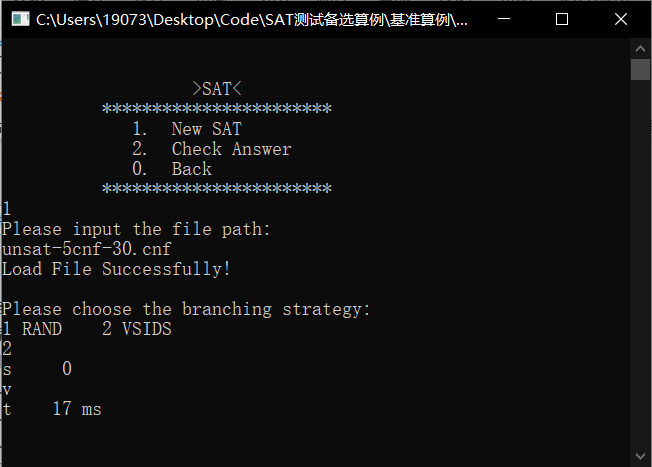 C:\Users\19073\Desktop\Code\SAT测试备选算例\基准算例\...
>SAT<
***********************
1. New SAT
2. Check Answer
0. Back
***********************
1
Please input the file path:
unsat-5cnf-30.cnf
Load File Successfully!
Please choose the branching strategy:
1 RAND 2 VSIDS
2
s 0
v
t 17 ms